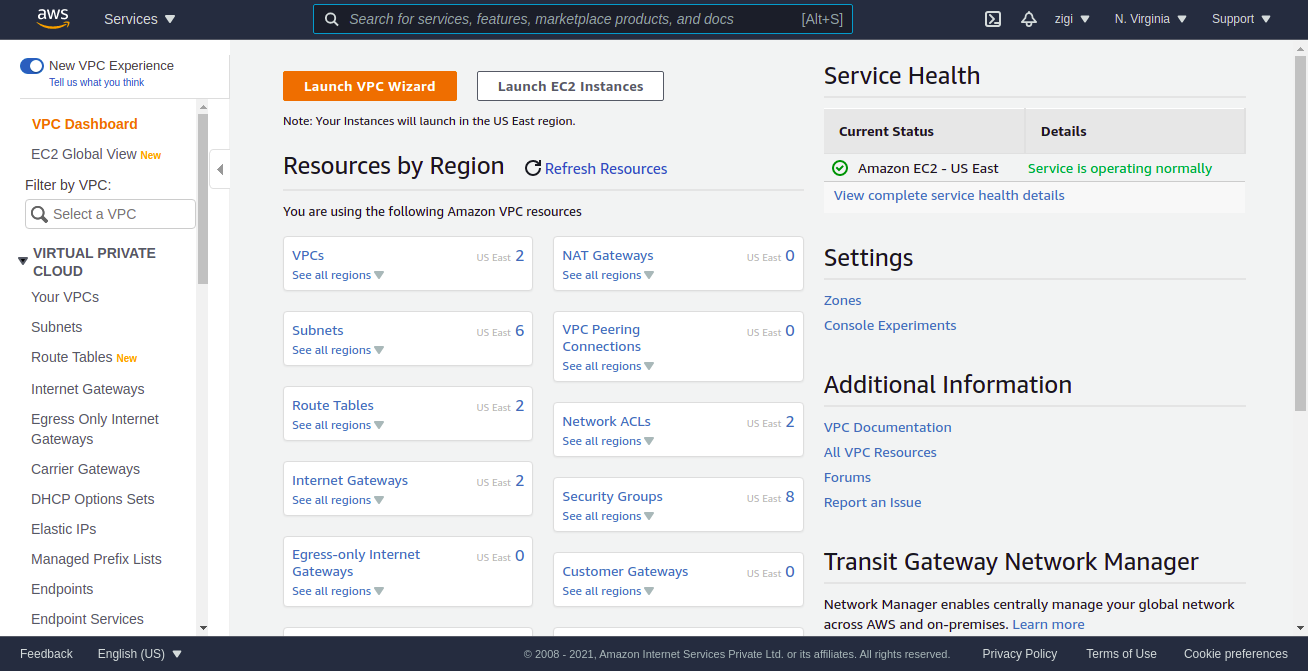 aws
Services
Search for services, features, marketplace products, and docs
[Alt+S]
zigi
N. Virginia
Support
New VPC Experience
Tell us what you think
VPC Dashboard
EC2 Global View New
Filter by VPC:
Select a VPC
VIRTUAL PRIVATE
CLOUD
Your VPCs
Subnets
Route Tables New
Internet Gateways
Egress Only Internet
Gateways
Carrier Gateways
DHCP Options Sets
Elastic IPs
Managed Prefix Lists
Endpoints
Endpoint Services
Launch VPC Wizard
Launch EC2 Instances
Note: Your Instances will launch in the US East region.
Resources by Region
Refresh Resources
You are using the following Amazon VPC resources
VPCs
US East 2
See all regions
Subnets
US East 6
See all regions
Route Tables
US East 2
See all regions
Internet Gateways
US East 2
See all regions
Egress-only Internet
Gateways
US East 0
See all regions
NAT Gateways
US East 0
See all regions
VPC Peering
Connections
US East 0
See all regions
Network ACLs
US East 2
See all regions
Security Groups
US East 8
See all regions
Customer Gateways
US East 0
See all regions
Service Health
Current Status
Details
Amazon EC2 - US East
Service is operating normally
View complete service health details
Settings
Zones
Console Experiments
Additional Information
VPC Documentation
All VPC Resources
Forums
Report an Issue
Transit Gateway Network Manager
Network Manager enables centrally manage your global network
across AWS and on-premises. Learn more
Feedback
English (US)
© 2008 - 2021, Amazon Internet Services Private Ltd. or its affiliates. All rights reserved.
Privacy Policy
Terms of Use
Cookie preferences